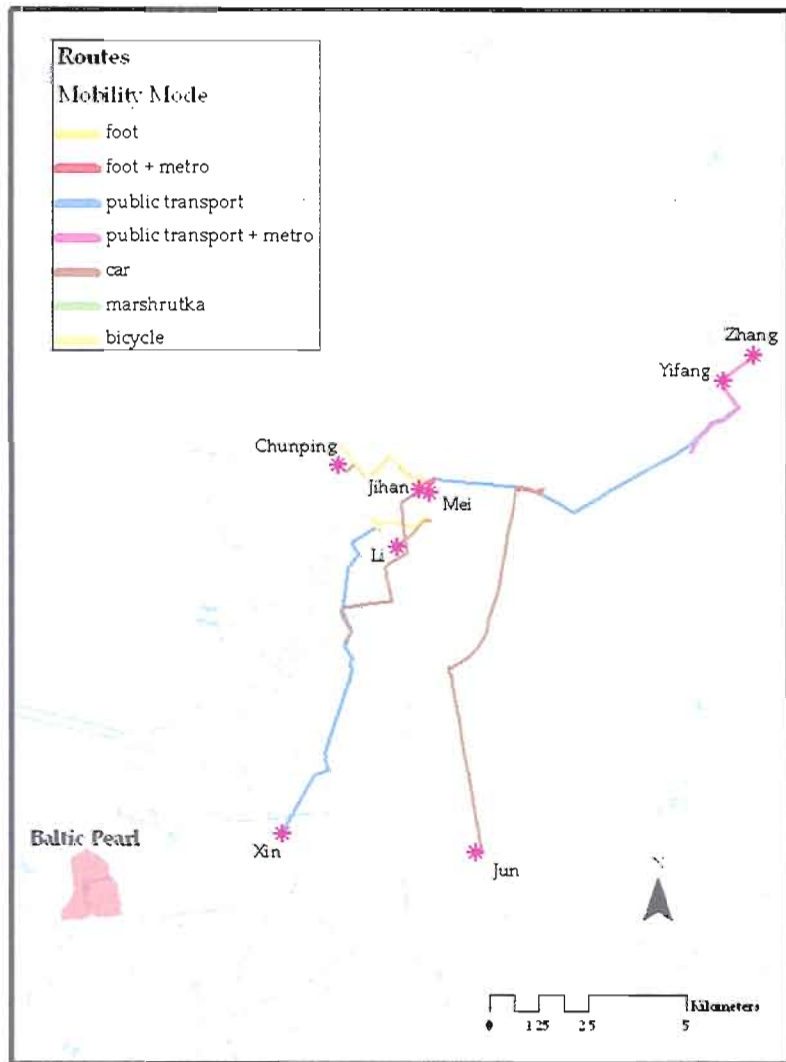 Routes
Mobility Mode
foot
foot + metro
public transport
public transport + metro
car
marshrutka
bicycle
Zhang
Yifang
Chunping
Jihan
Mei
Li
Baltic Pearl
Xin
Jun
N
Kilometers
0 1.25 2.5 5